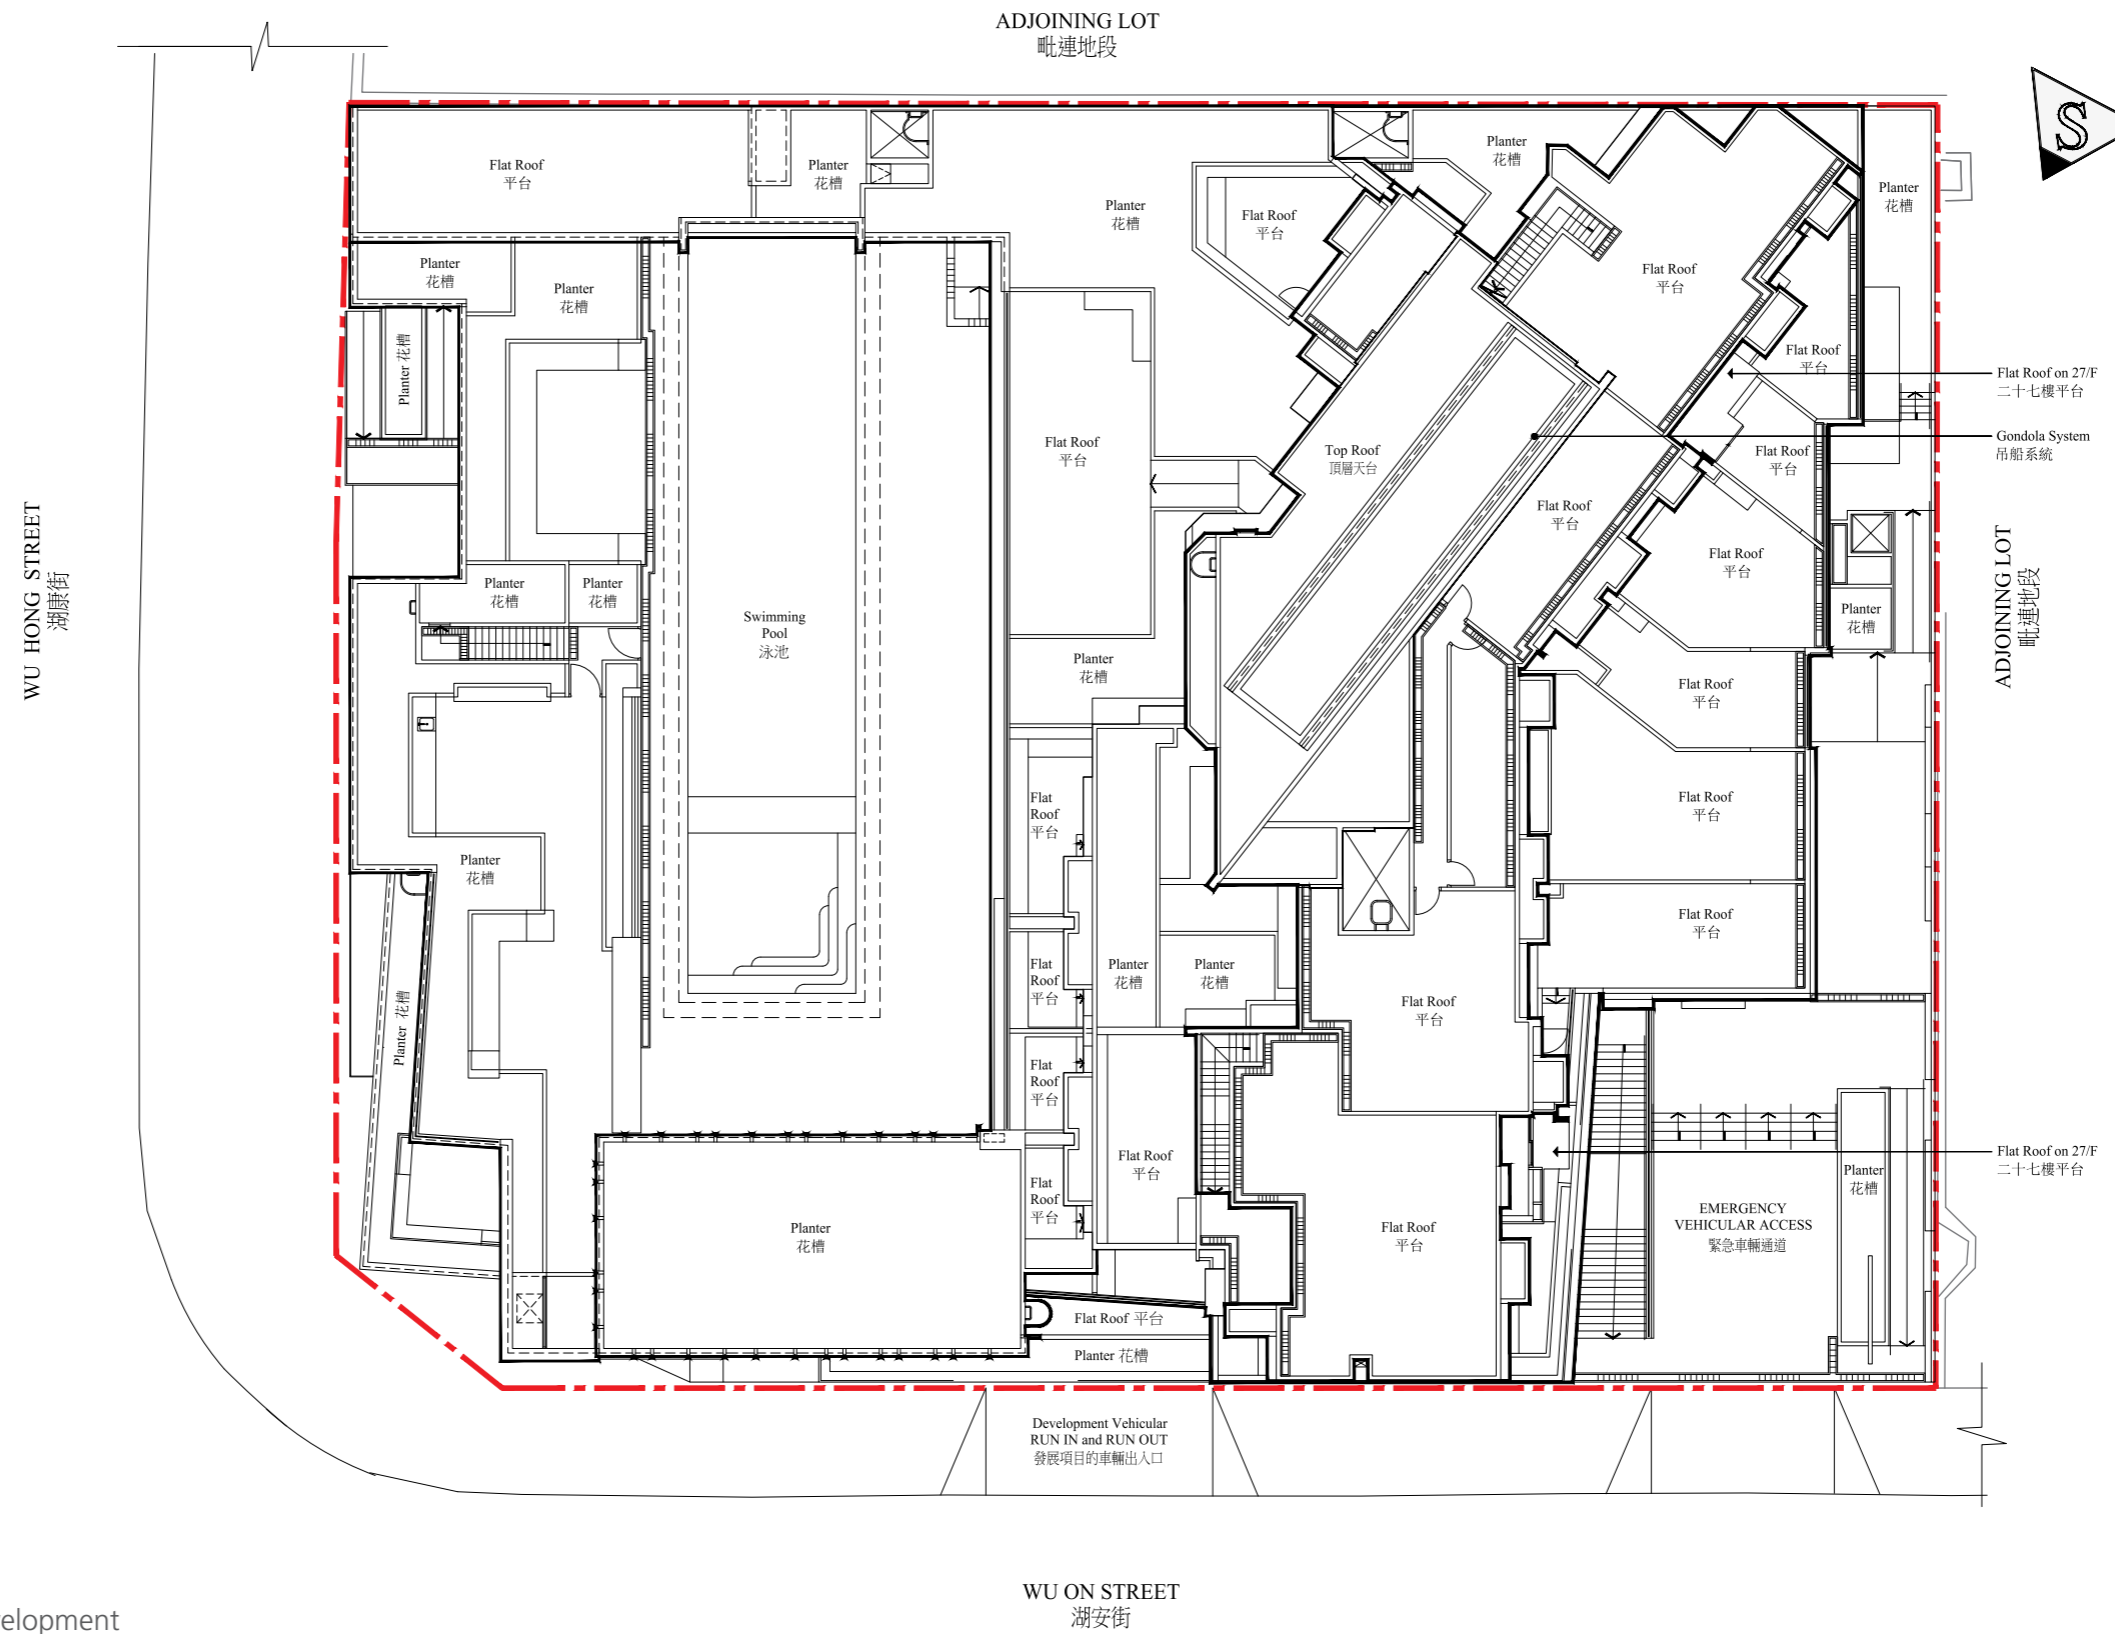 ADJOINING LOT
毗連地段
S
Flat Roof
平台
Planter
花槽
Planter
花槽
Planter
花槽
Flat Roof
平台
Planter
花槽
Planter
花槽
Planter
花槽
Flat Roof
平台
Planter
花槽
Planter 花槽
Flat Roof
平台
Flat Roof on 27/F
二十七樓平台
Flat Roof
平台
Top Roof
頂層天台
Flat Roof
平台
Gondola System
吊船系統
Flat Roof
平台
Flat Roof
平台
WU HONG STREET
湖康街
ADJOINING LOT
毗連地段
Planter
花槽
Planter
花槽
Swimming
Pool
泳池
Planter
花槽
Planter
花槽
Flat Roof
平台
Flat
Roof
平台
Flat Roof
平台
Planter
花槽
Flat Roof
平台
Flat
Roof
平台
Planter
花槽
Planter
花槽
Flat Roof
平台
Planter 花槽
Flat
Roof
平台
Flat Roof
平台
Flat Roof on 27/F
二十七樓平台
Planter
花槽
Flat
Roof
平台
Planter
花槽
Flat Roof
平台
EMERGENCY
VEHICULAR ACCESS
緊急車輛通道
Flat Roof 平台
Planter 花槽
Development Vehicular
RUN IN and RUN OUT
發展項目的車輛出入口
WU ON STREET
湖安街
elopment